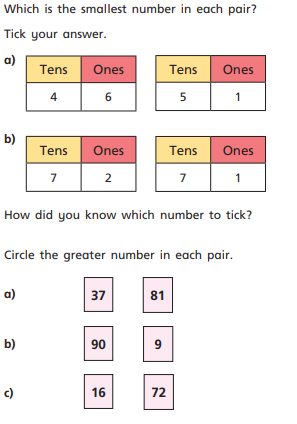 Which is the smallest number in each pair?
Tick your answer.
a)
Tens Ones Tens Ones
4 6 5 1
b)
Tens Ones Tens Ones
7 2 7 1
How did you know which number to tick?
Circle the greater number in each pair.
a) 37 81
b) 90 9
c) 16 72